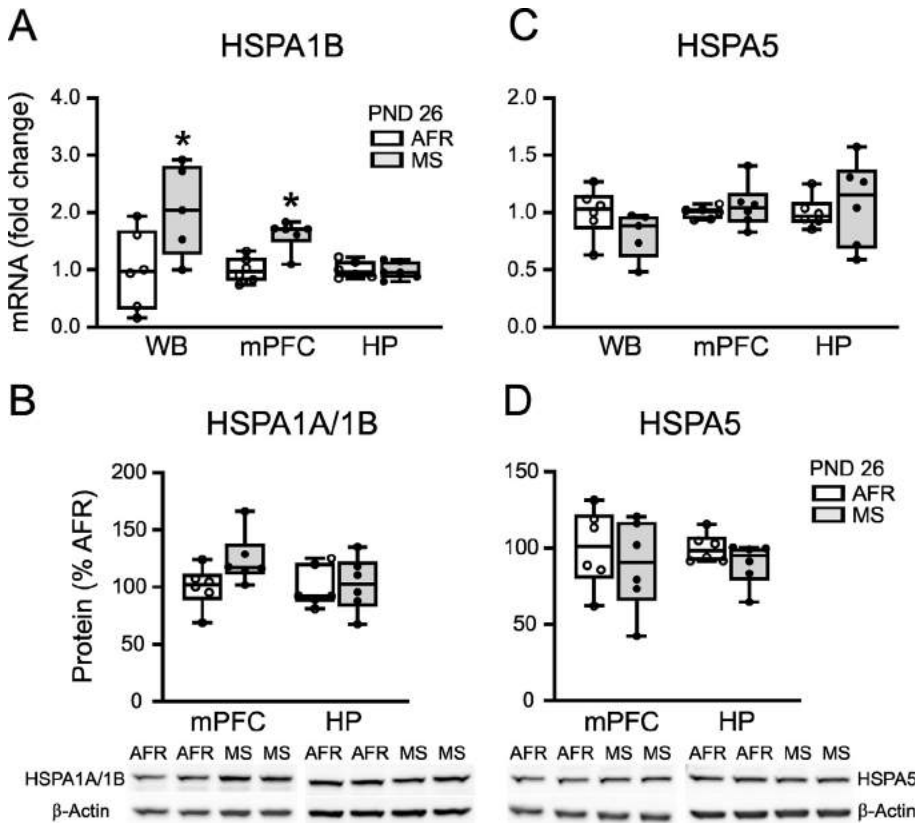 A
HSPA1B
mRNA (fold change)
4.0
3.0
2.0
1.0
0.0
PND 26
AFR
MS
*
*
WB mPFC HP
C
HSPA5
2.0
1.5
1.0
0.5
0.0
WB mPFC HP
B
HSPA1A/1B
Protein (% AFR)
200
150
100
50
0
mPFC HP
AFR AFR MS MS AFR AFR MS MS
HSPA1A/1B
β-Actin
D
HSPA5
150
100
50
0
PND 26
AFR
MS
mPFC HP
AFR AFR MS MS AFR AFR MS MS
HSPA5
β-Actin